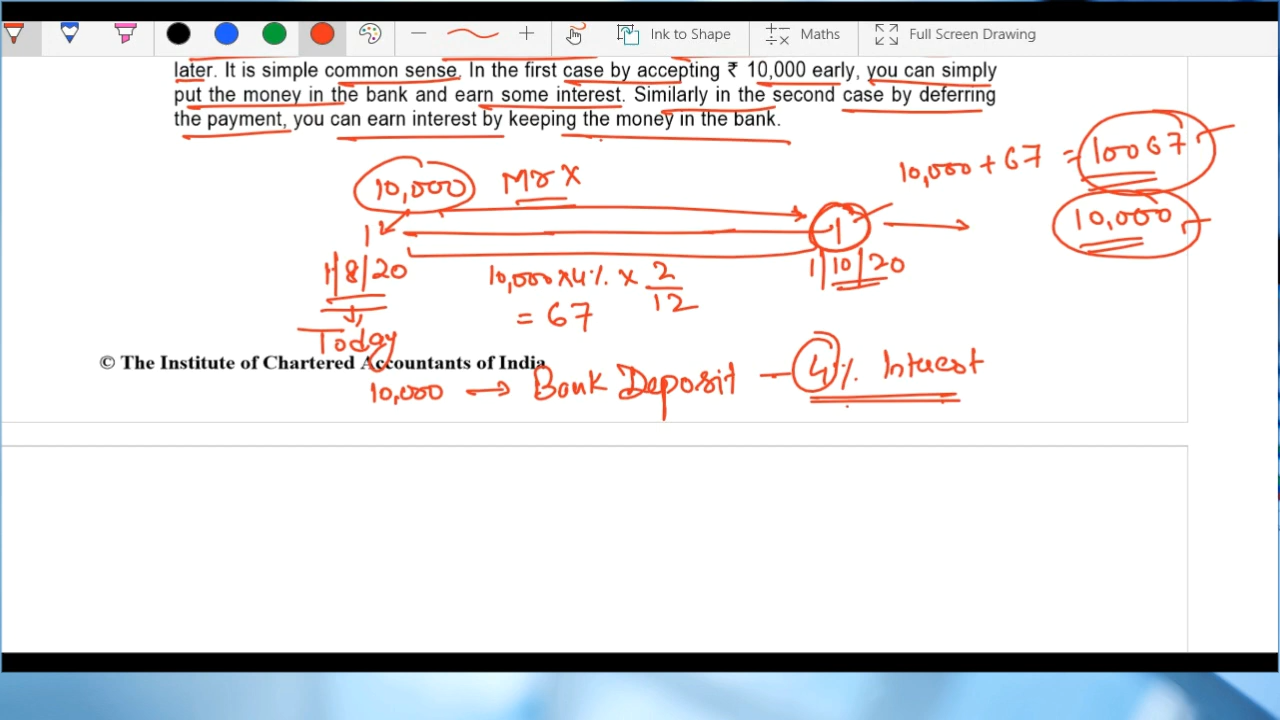 Ink to Shape
Maths
Full Screen Drawing
later. It is simple common sense. In the first case by accepting ₹ 10,000 early, you can simply
put the money in the bank and earn some interest. Similarly in the second case by deferring
the payment, you can earn interest by keeping the money in the bank.
10,000 Mr X
10,000 + 67 = 10067
10,000
1
1
1|8|20
1|10|20
10,000 x 4% x 2/12
= 67
Today
© The Institute of Chartered Accountants of India
10,000 → Bank Deposit - 4% Interest